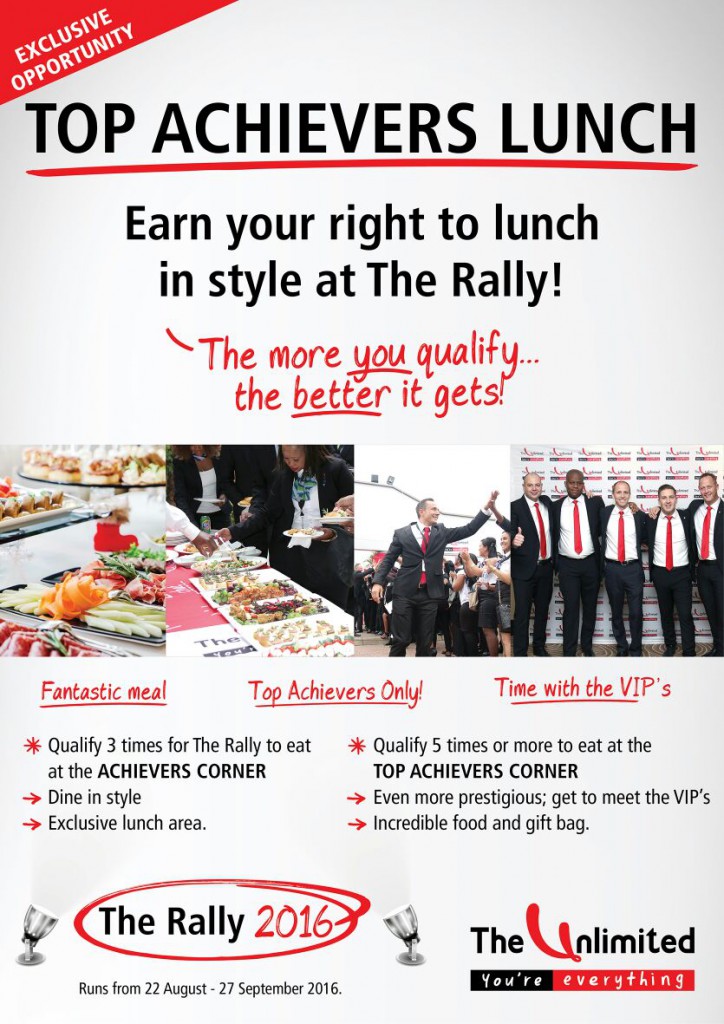 EXCLUSIVE
OPPORTUNITY
TOP ACHIEVERS LUNCH
Earn your right to lunch
in style at The Rally!
The more you qualify...
the better it gets!
The
You're
Unlimited
Fantastic meal
Top Achievers Only!
Time with the VIP's
* Qualify 3 times for The Rally to eat
at the ACHIEVERS CORNER
→ Dine in style
→ Exclusive lunch area.
* Qualify 5 times or more to eat at the
TOP ACHIEVERS CORNER
→ Even more prestigious; get to meet the VIP's
→ Incredible food and gift bag.
The Rally 2016
Runs from 22 August - 27 September 2016.
The Unlimited
You're everything